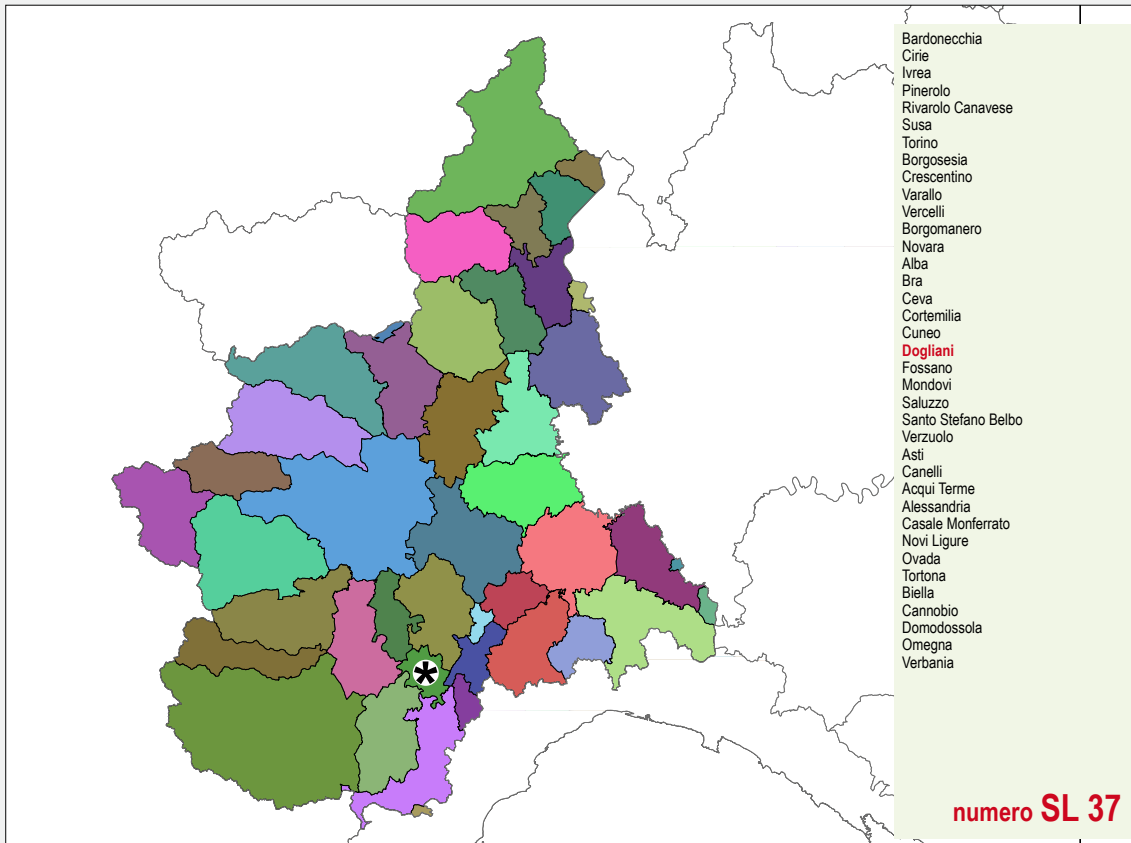 Bardonecchia
Cirie
Ivrea
Pinerolo
Rivarolo Canavese
Susa
Torino
Borgosesia
Crescentino
Varallo
Vercelli
Borgomanero
Novara
Alba
Bra
Ceva
Cortemilia
Cuneo
Dogliani
Fossano
Mondovi
Saluzzo
Santo Stefano Belbo
Verzuolo
Asti
Canelli
Acqui Terme
Alessandria
Casale Monferrato
Novi Ligure
Ovada
Tortona
Biella
Cannobio
Domodossola
Omegna
Verbania
numero SL 37